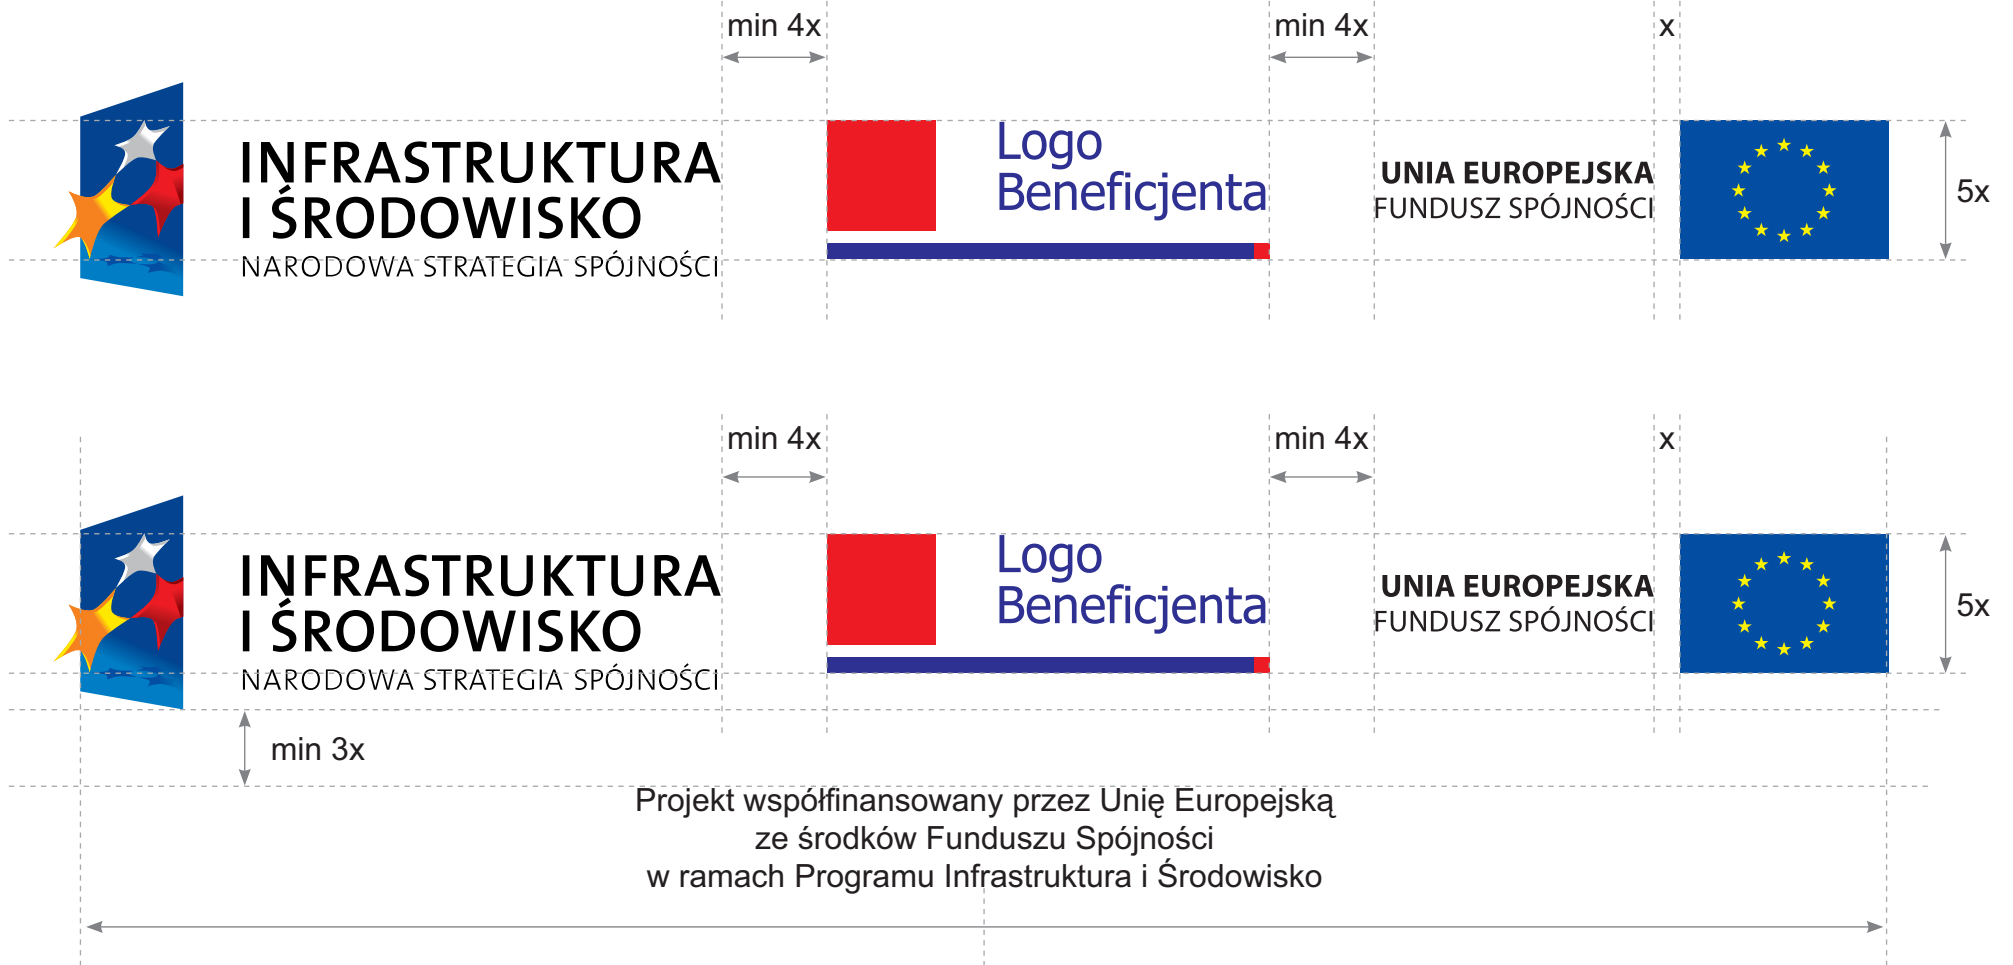 min 4x
min 4x
x
INFRASTRUKTURA
I ŚRODOWISKO
NARODOWA STRATEGIA SPÓJNOŚCI
Logo
Beneficjenta
UNIA EUROPEJSKA
FUNDUSZ SPÓJNOŚCI
5x
min 4x
min 4x
x
INFRASTRUKTURA
I ŚRODOWISKO
NARODOWA STRATEGIA SPÓJNOŚCI
Logo
Beneficjenta
UNIA EUROPEJSKA
FUNDUSZ SPÓJNOŚCI
5x
min 3x
Projekt współfinansowany przez Unię Europejską
ze środków Funduszu Spójności
w ramach Programu Infrastruktura i Środowisko